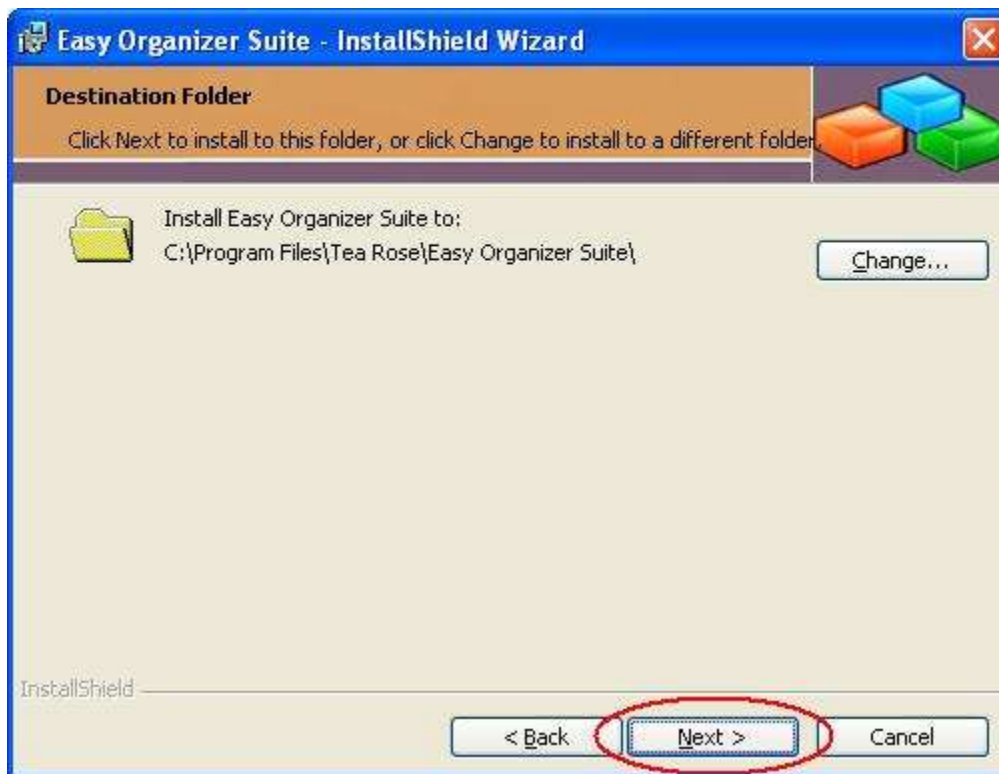 Easy Organizer Suite - InstallShield Wizard
Destination Folder
Click Next to install to this folder, or click Change to install to a different folder.
Install Easy Organizer Suite to:
C:\Program Files\Tea Rose\Easy Organizer Suite\
Change...
InstallShield
< Back
Next >
Cancel